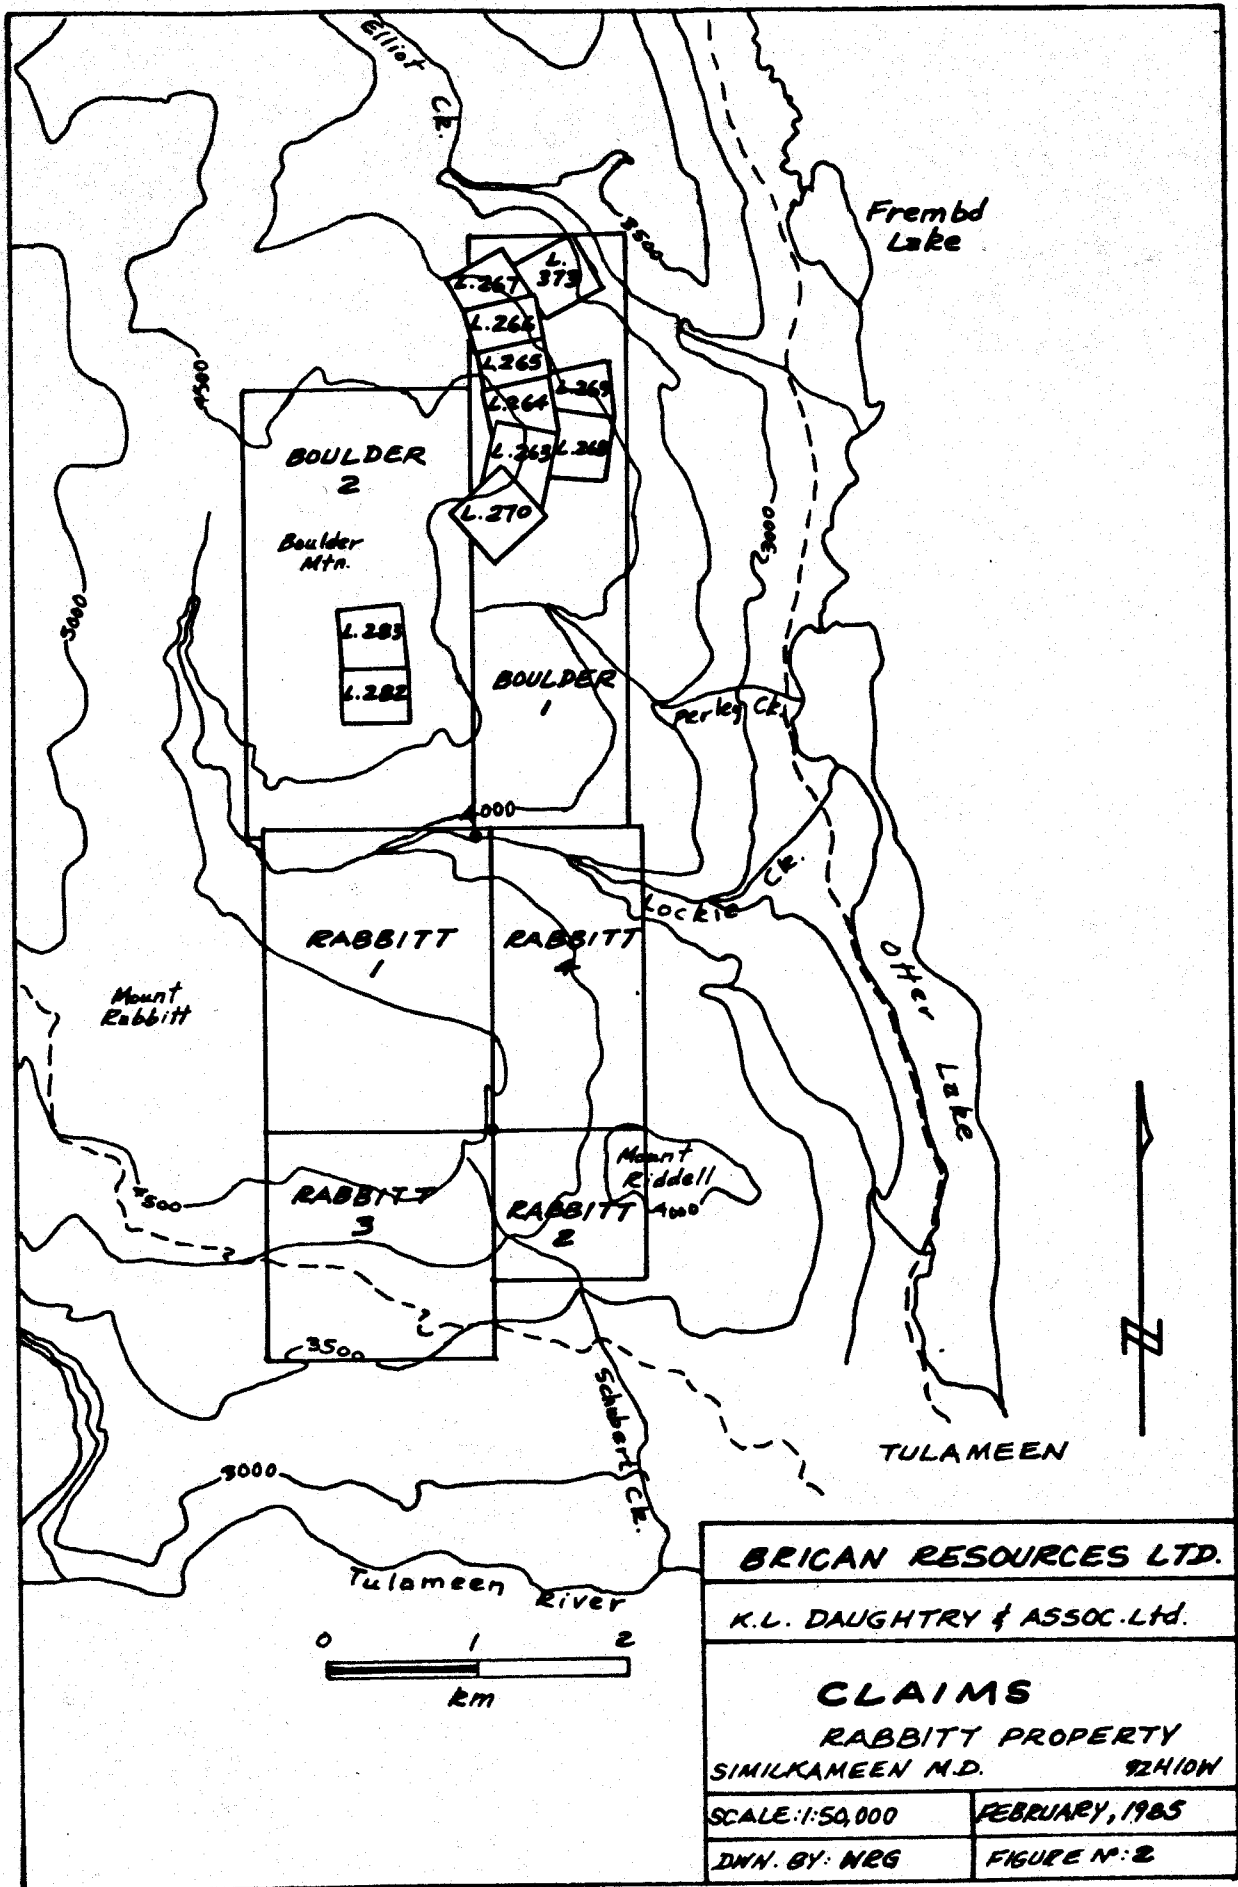 Elliot
Ck.
Frembd
Lake
3500
L.267
L.
373
L.266
L.265
L.264
L.269
L.263
L.268
L.270
4500
BOULDER
2
Boulder
Mtn.
3000
5000
L.283
L.282
BOULDER
1
Perley Ck.
4000
Lockie Ck.
RABBITT
1
RABBITT
4
Otter
Lake
Mount
Rabbitt
Mount
Riddell
4500
RABBITT
3
RABBITT
2
4000
3500
Schubert Ck.
TULAMEEN
3000
Tulameen River
0 1 2
km
N
BRICAN RESOURCES LTD.
K.L. DAUGHTRY & ASSOC. Ltd.
CLAIMS
RABBITT PROPERTY
SIMILKAMEEN M.D. 92H10W
SCALE: 1:50,000 FEBRUARY, 1985
DWN. BY: WRG FIGURE Nº: 2